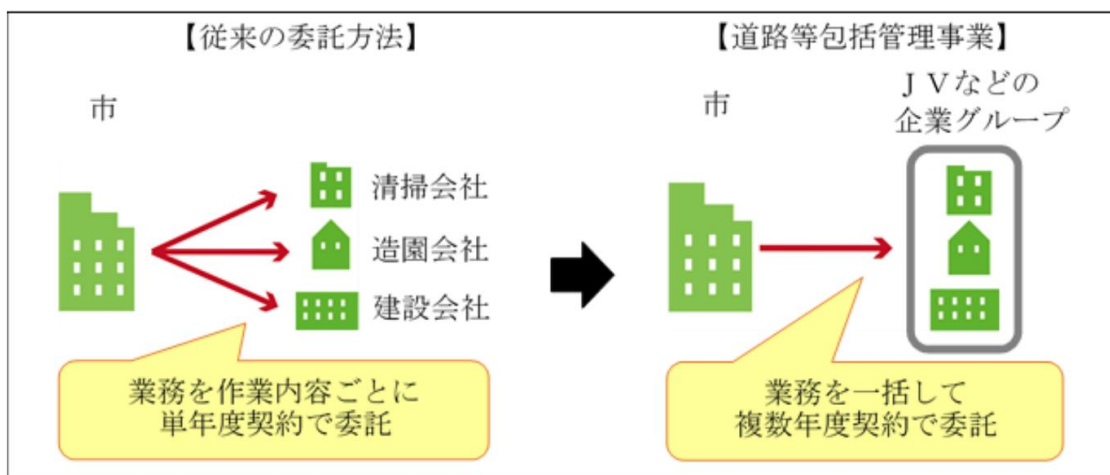 【従来の委託方法】
市
清掃会社
造園会社
建設会社
業務を作業内容ごとに
単年度契約で委託
【道路等包括管理事業】
市
ＪＶなどの
企業グループ
業務を一括して
複数年度契約で委託